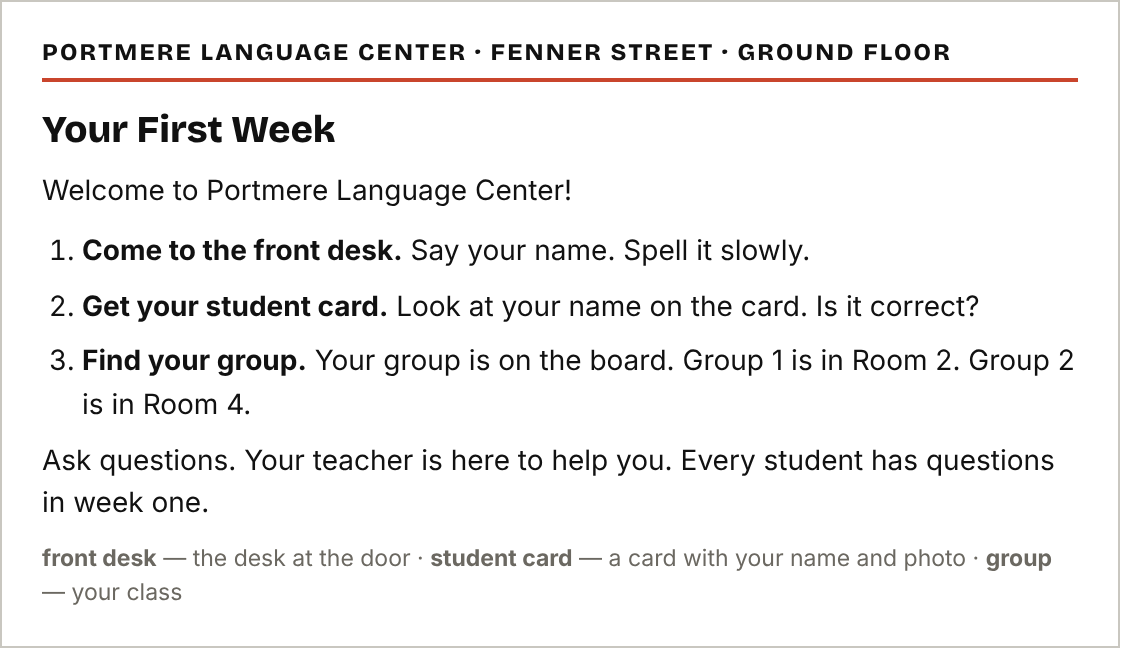 PORTMERE LANGUAGE CENTER · FENNER STREET · GROUND FLOOR
Your First Week
Welcome to Portmere Language Center!
1. Come to the front desk. Say your name. Spell it slowly.
2. Get your student card. Look at your name on the card. Is it correct?
3. Find your group. Your group is on the board. Group 1 is in Room 2. Group 2
is in Room 4.
Ask questions. Your teacher is here to help you. Every student has questions
in week one.
front desk — the desk at the door · student card — a card with your name and photo · group
— your class